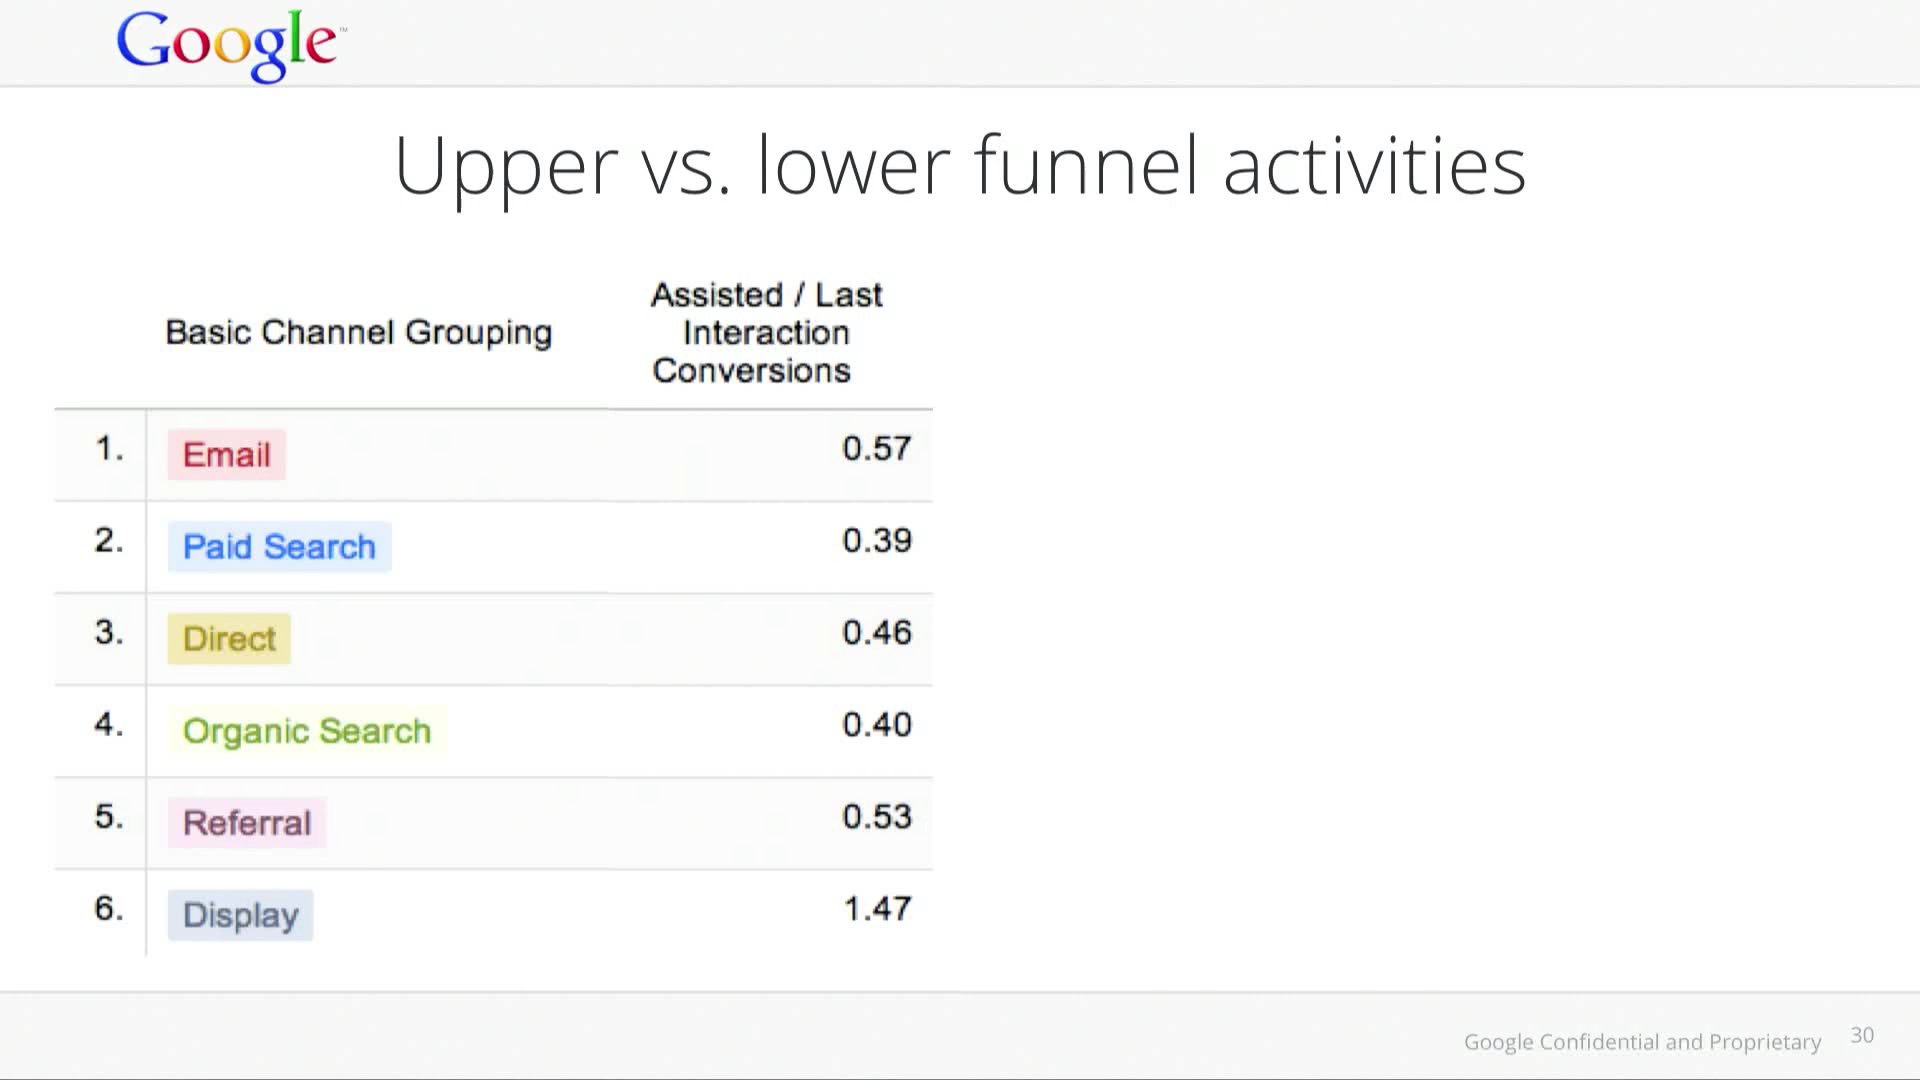 Google™
Upper vs. lower funnel activities
Basic Channel Grouping
Assisted / Last
Interaction
Conversions
1. Email 0.57
2. Paid Search 0.39
3. Direct 0.46
4. Organic Search 0.40
5. Referral 0.53
6. Display 1.47
Google Confidential and Proprietary 30